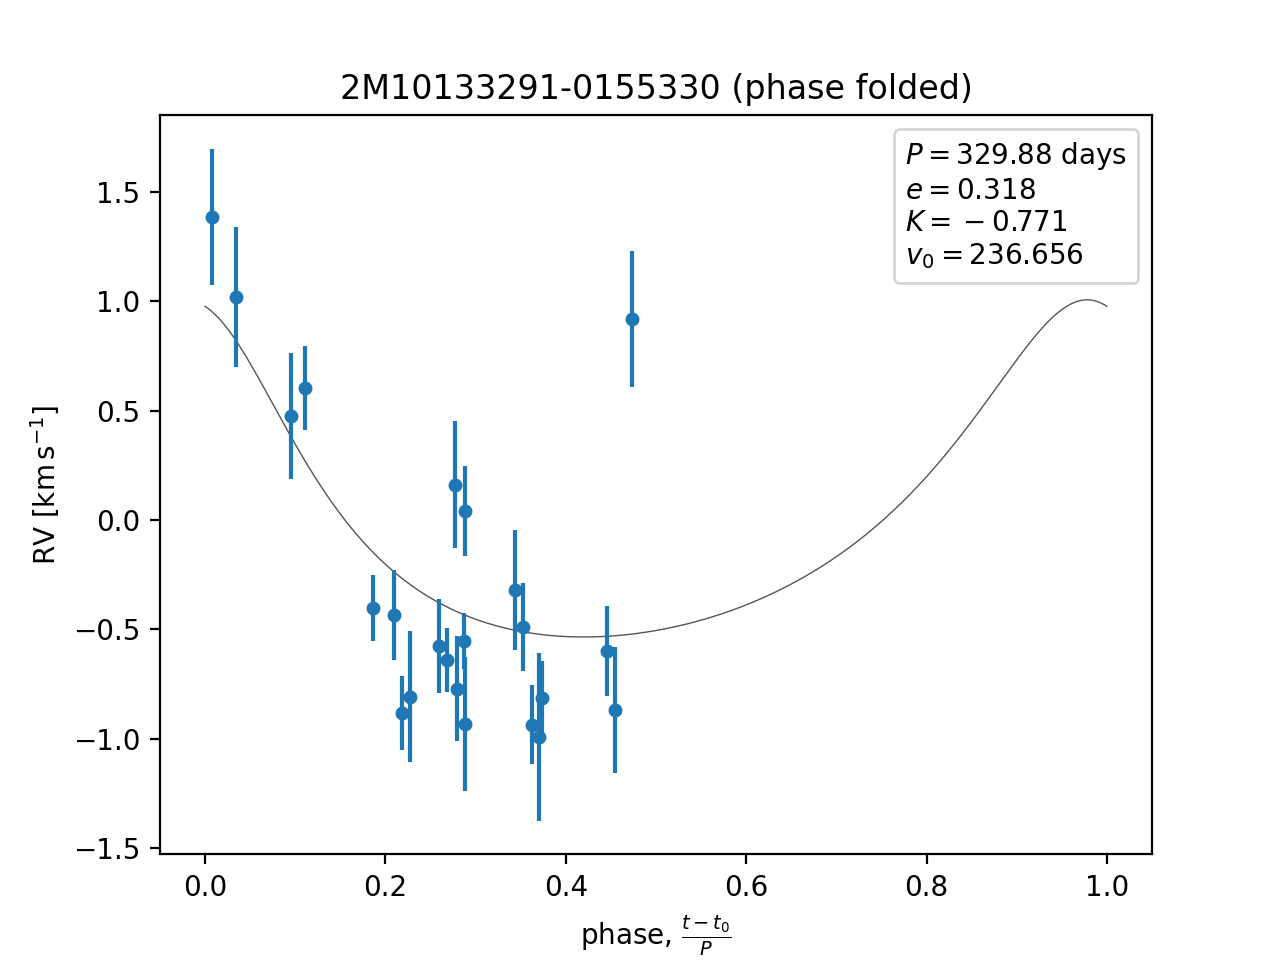 2M10133291-0155330 (phase folded)
P = 329.88 days
e = 0.318
K = −0.771
v₀ = 236.656
RV [km s⁻¹]
1.5
1.0
0.5
0.0
−0.5
−1.0
−1.5
0.0 0.2 0.4 0.6 0.8 1.0
phase, (t − t₀)/P